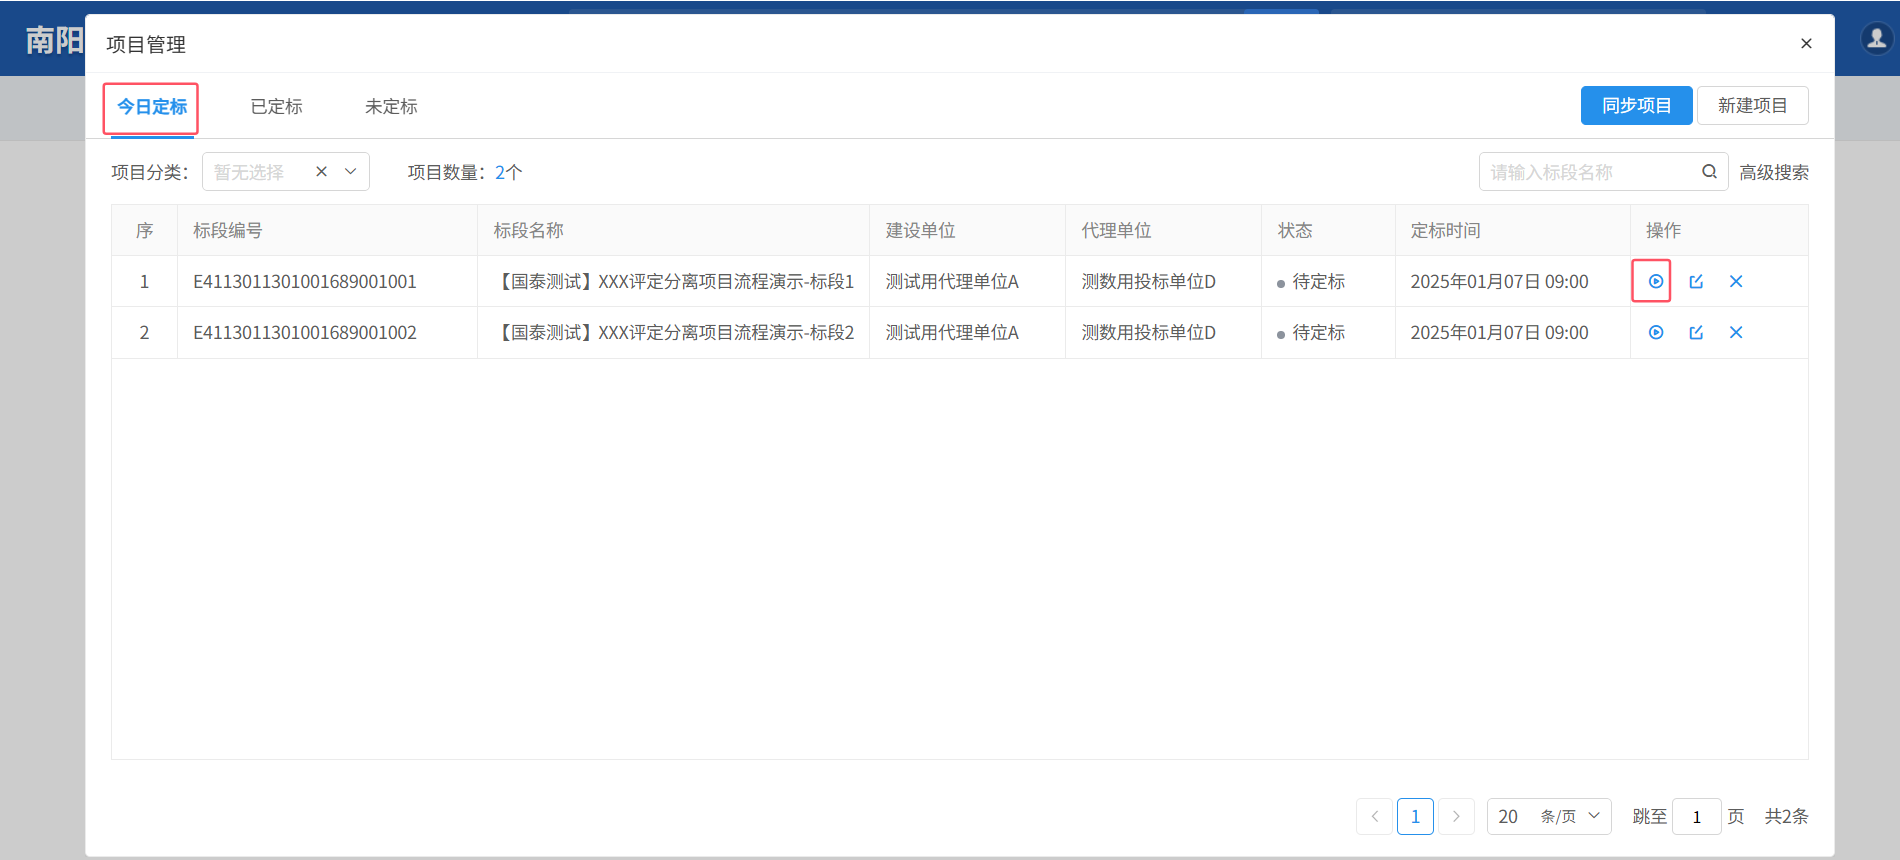 南阳
项目管理
今日定标 已定标 未定标 同步项目 新建项目
项目分类： 暂无选择 项目数量：2个 请输入标段名称 高级搜索
序 标段编号 标段名称 建设单位 代理单位 状态 定标时间 操作
1 E4113011301001689001001 【国泰测试】XXX评定分离项目流程演示-标段1 测试用代理单位A 测数用投标单位D 待定标 2025年01月07日 09:00
2 E4113011301001689001002 【国泰测试】XXX评定分离项目流程演示-标段2 测试用代理单位A 测数用投标单位D 待定标 2025年01月07日 09:00
1 20 条/页 跳至 1 页 共2条